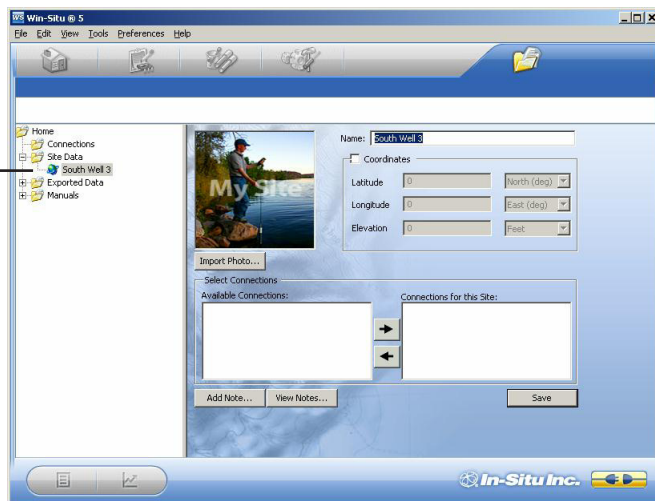 WS Win-Situ ® 5
File Edit View Tools Preferences Help
Home
Connections
Site Data
South Well 3
Exported Data
Manuals
My Site
Import Photo...
Name: South Well 3
Coordinates
Latitude 0 North (deg)
Longitude 0 East (deg)
Elevation 0 Feet
Select Connections
Available Connections: Connections for this Site:
Add Note... View Notes... Save
In-Situ Inc.